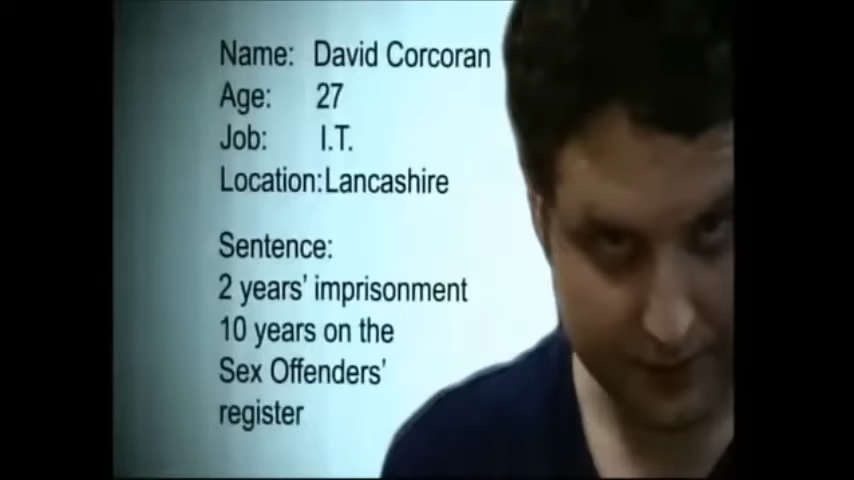 Name: David Corcoran
Age: 27
Job: I.T.
Location:Lancashire
Sentence:
2 years' imprisonment
10 years on the
Sex Offenders'
register